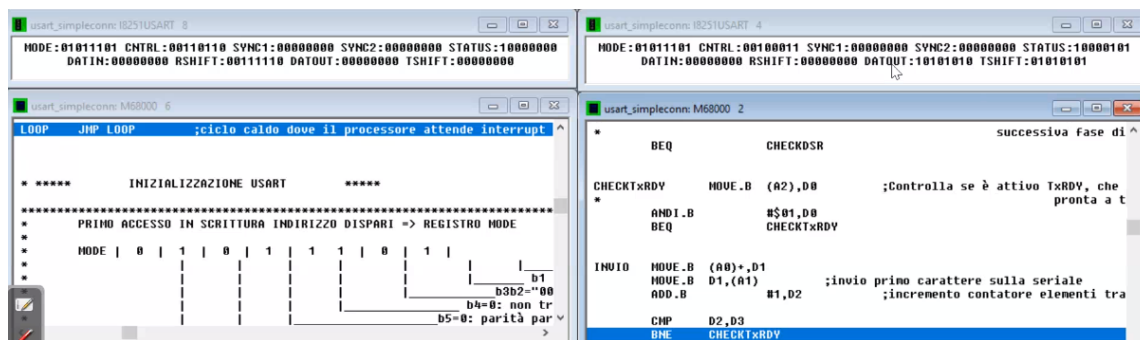 usart_simpleconn: I8251USART 8
MODE:01011101 CNTRL:00110110 SYNC1:00000000 SYNC2:00000000 STATUS:10000000
DATIN:00000000 RSHIFT:00111110 DATOUT:00000000 TSHIFT:00000000
usart_simpleconn: I8251USART 4
MODE:01011101 CNTRL:00100011 SYNC1:00000000 SYNC2:00000000 STATUS:10000101
DATIN:00000000 RSHIFT:00000000 DATOUT:10101010 TSHIFT:01010101
usart_simpleconn: M68000 6
LOOP JMP LOOP ;ciclo caldo dove il processore attende interrupt
* ***** INIZIALIZZAZIONE USART *****
* PRIMO ACCESSO IN SCRITTURA INDIRIZZO DISPARI => REGISTRO MODE
*
* MODE | 0 | 1 | 0 | 1 | 1 | 1 | 0 | 1 |
* | | | | | | |___
* | | | | | |______ b1
* | | | | |________ b3b2="00
| | | |________ b4=0: non tr
| | |________ b5=0: parità par
usart_simpleconn: M68000 2
* successiva fase di
BEQ CHECKDSR
CHECKTxRDY MOVE.B (A2),D0 ;Controlla se è attivo TxRDY, che
* pronta a t
ANDI.B #$01,D0
BEQ CHECKTxRDY
INVIO MOVE.B (A0)+,D1
MOVE.B D1,(A1) ;invio primo carattere sulla seriale
ADD.B #1,D2 ;incremento contatore elementi tra
CMP D2,D3
BNE CHECKTxRDY